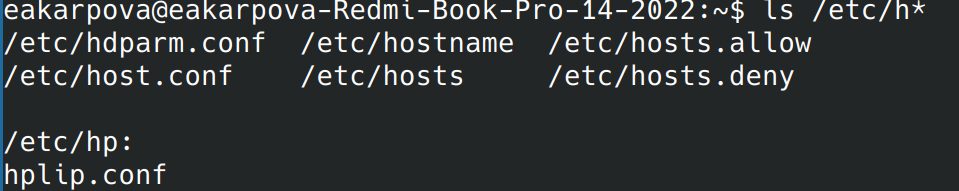 eakarpova@eakarpova-Redmi-Book-Pro-14-2022:~$ ls /etc/h*
/etc/hdparm.conf  /etc/hostname  /etc/hosts.allow
/etc/host.conf    /etc/hosts     /etc/hosts.deny
/etc/hp:
hplip.conf